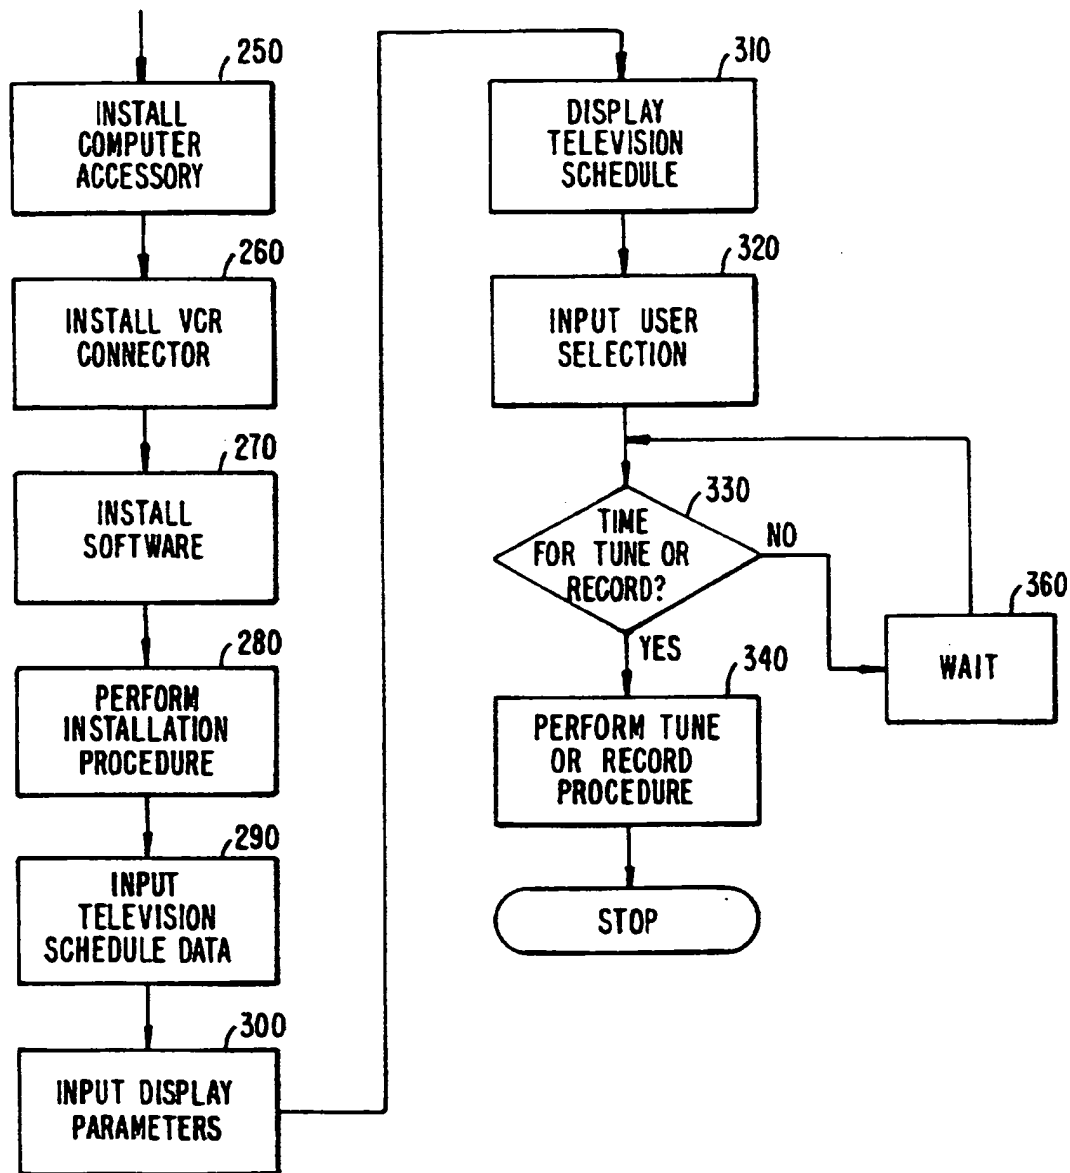 250
INSTALL
COMPUTER
ACCESSORY
260
INSTALL VCR
CONNECTOR
270
INSTALL
SOFTWARE
280
PERFORM
INSTALLATION
PROCEDURE
290
INPUT
TELEVISION
SCHEDULE DATA
300
INPUT DISPLAY
PARAMETERS
310
DISPLAY
TELEVISION
SCHEDULE
320
INPUT USER
SELECTION
330
TIME
FOR TUNE OR
RECORD?
NO
YES
360
WAIT
340
PERFORM TUNE
OR RECORD
PROCEDURE
STOP